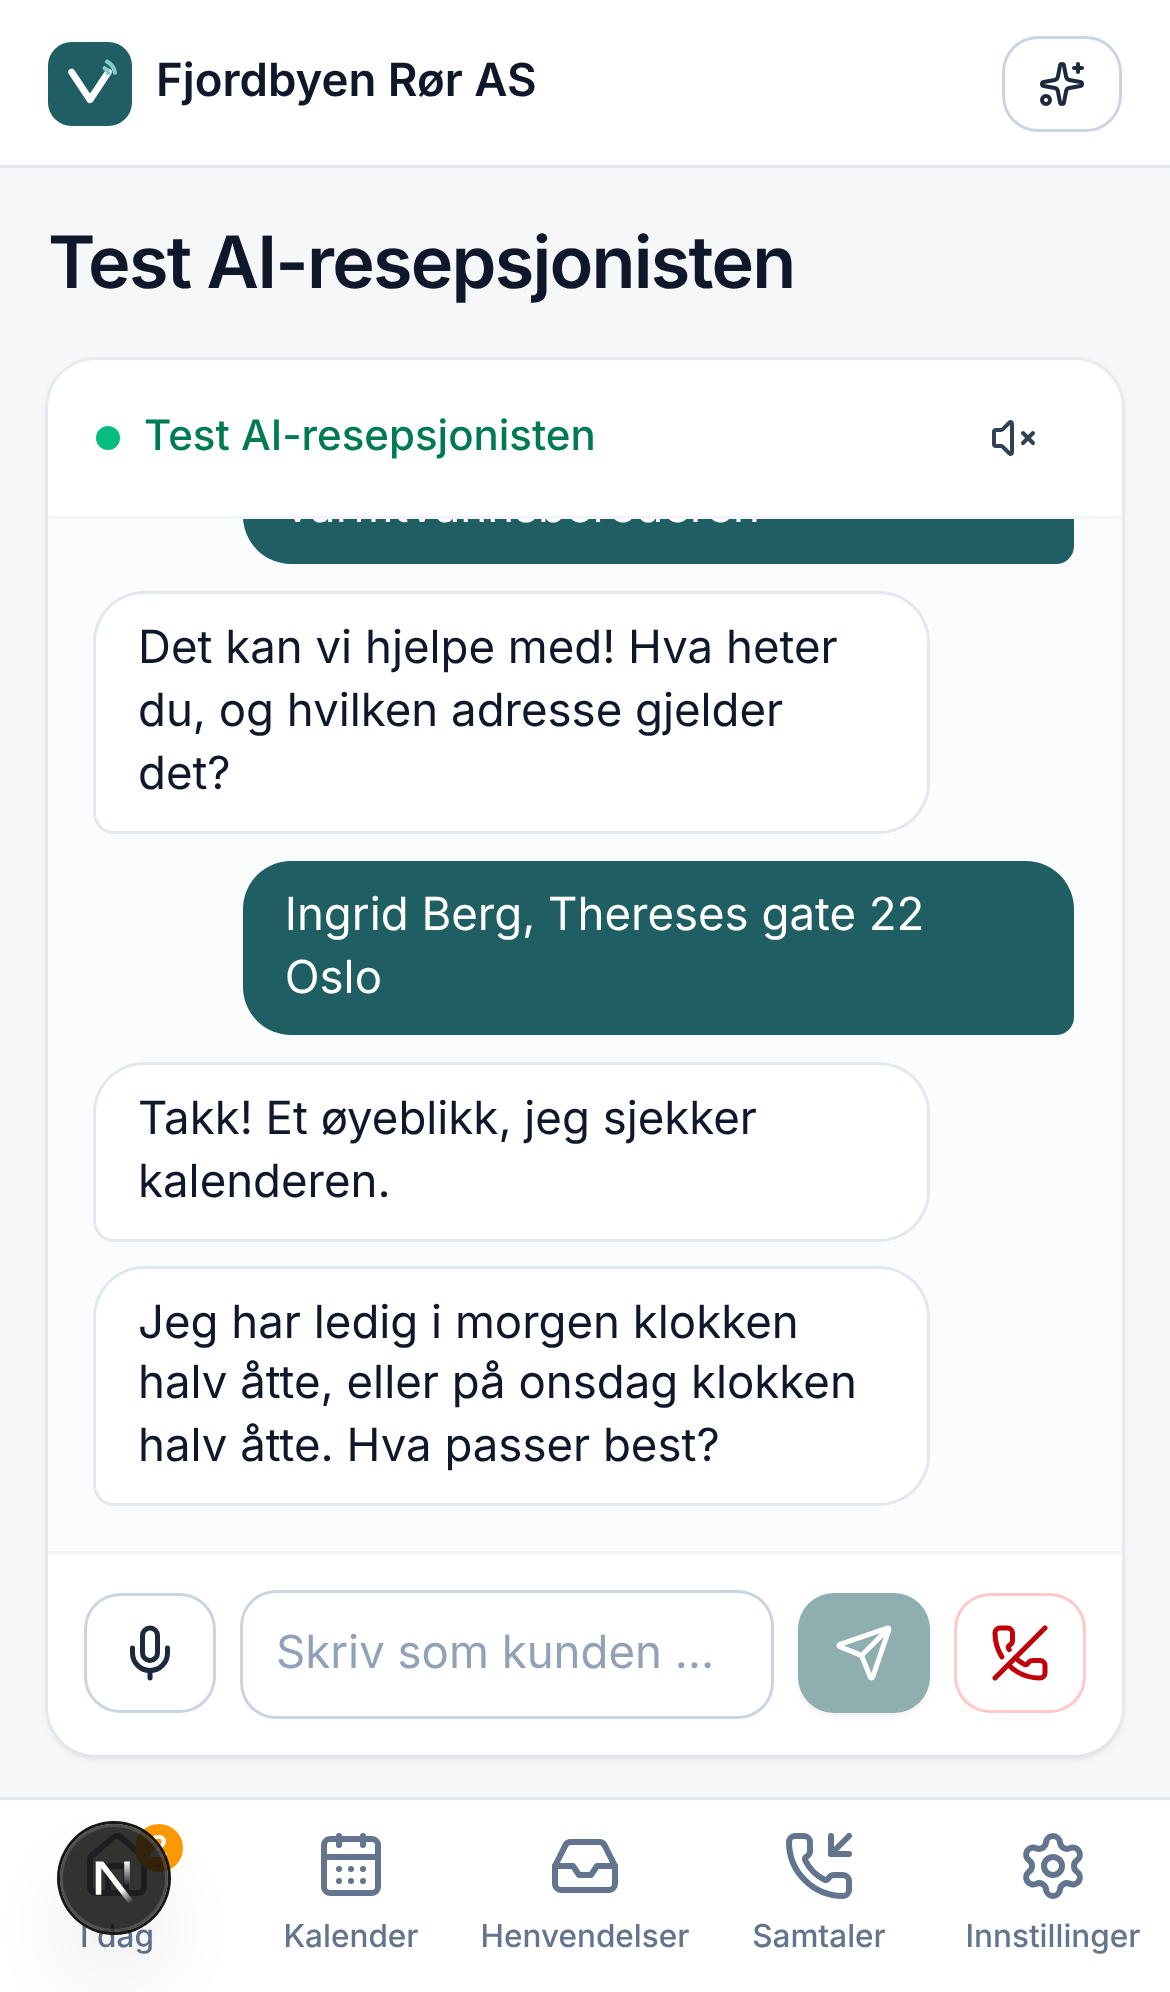 Fjordbyen Rør AS
Test AI-resepsjonisten
Test AI-resepsjonisten
Det kan vi hjelpe med! Hva heter
du, og hvilken adresse gjelder
det?
Ingrid Berg, Thereses gate 22
Oslo
Takk! Et øyeblikk, jeg sjekker
kalenderen.
Jeg har ledig i morgen klokken
halv åtte, eller på onsdag klokken
halv åtte. Hva passer best?
Skriv som kunden ...
2
N
I dag
Kalender
Henvendelser
Samtaler
Innstillinger